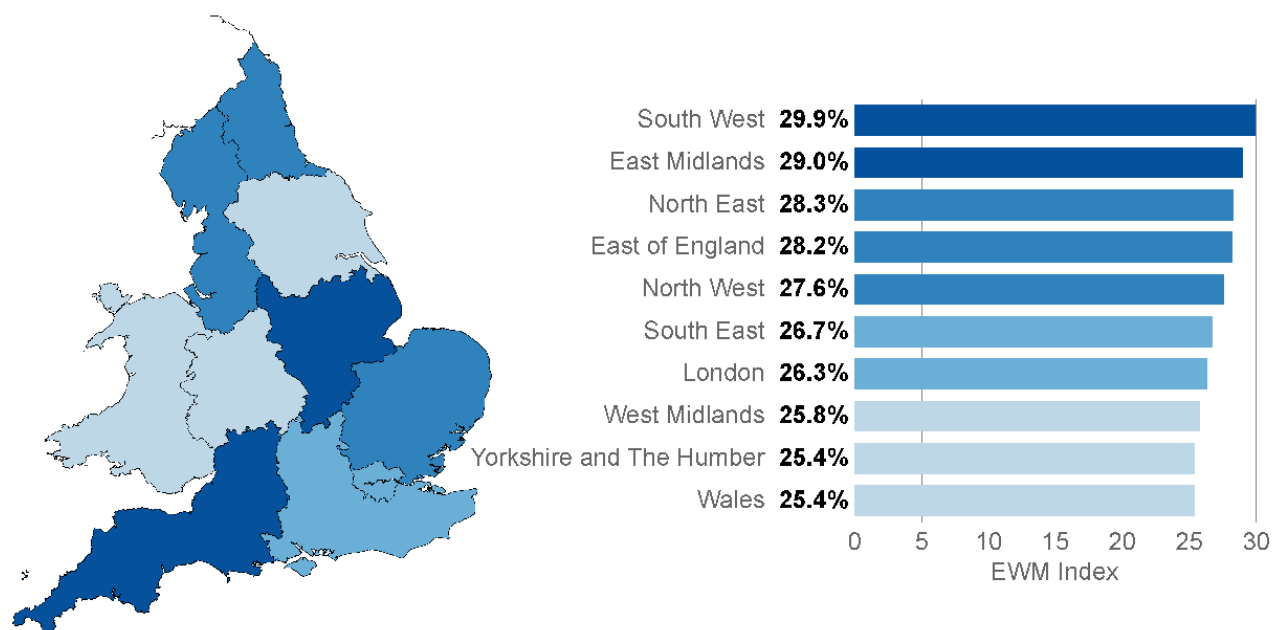 South West 29.9%
East Midlands 29.0%
North East 28.3%
East of England 28.2%
North West 27.6%
South East 26.7%
London 26.3%
West Midlands 25.8%
Yorkshire and The Humber 25.4%
Wales 25.4%
0 5 10 15 20 25 30
EWM Index